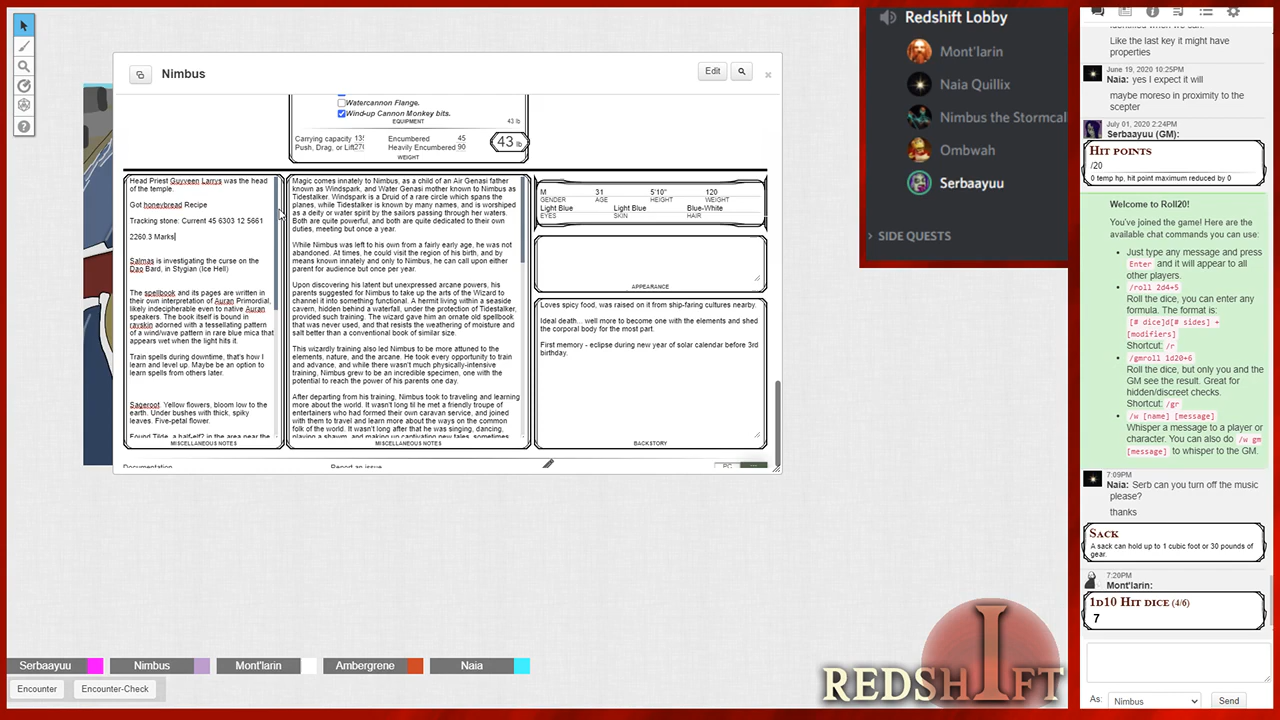 Nimbus
Edit
Watercannon Flange.
Wind-up Cannon Monkey bits.
EQUIPMENT
43 lb
Carrying capacity
Push, Drag, or Lift
Encumbered 45
Heavily Encumbered 90
43 lb
WEIGHT
Head Priest Guyveen Larrys was the head
of the temple.
Got honeybread Recipe
Tracking stone: Current 45 6303 12 5661
2260.3 Marks
Salmas is investigating the curse on the
Dao Bard, in Stygian (Ice Hell)
The spellbook and its pages are written in
their own interpretation of Auran Primordial,
likely indecipherable even to native Auran
speakers. The book itself is bound in
rayskin adorned with a tessellating pattern
of a wind/wave pattern in rare blue mica that
appears wet when the light hits it.
Train spells during downtime, that's how I
learn and level up. Maybe be an option to
learn spells from others later.
Sageroot. Yellow flowers, bloom low to the
earth. Under bushes with thick, spiky
leaves. Five-petal flower.
Found Tilde, a half-elf? in the area near the
MISCELLANEOUS NOTES
Magic comes innately to Nimbus, as a child of an Air Genasi father
known as Windspark, and Water Genasi mother known to Nimbus as
Tidestalker. Windspark is a Druid of a rare circle which spans the
planes, while Tidestalker is known by many names, and is worshiped
as a deity or water spirit by the sailors passing through her waters.
Both are quite powerful, and both are quite dedicated to their own
duties, meeting but once a year.
While Nimbus was left to his own from a fairly early age, he was not
abandoned. At times, he could visit the region of his birth, and by
means known innately and only to Nimbus, he can call upon either
parent for audience but once per year.
Upon discovering his latent but unexpressed arcane powers, his
parents suggested for Nimbus to take up the arts of the Wizard to
channel it into something functional. A hermit living within a seaside
cavern, hidden behind a waterfall, under the protection of Tidestalker,
provided such training. The wizard gave him an ornate old spellbook
that was never used, and that resists the weathering of moisture and
salt better than a conventional book of similar size.
This wizardly training also led Nimbus to be more attuned to the
elements, nature, and the arcane. He took every opportunity to train
and advance, and while there wasn't much physically-intensive
training, Nimbus grew to be an incredible specimen, one with the
potential to reach the power of his parents one day.
After departing from his training, Nimbus took to traveling and learning
more about the world. It wasn't long til he met a friendly troupe of
entertainers who had formed their own caravan service, and joined
with them to travel and learn more about the ways on the common
folk of the world. It wasn't long after that he was singing, dancing,
playing a shawm, and making up captivating new tales, sometimes
MISCELLANEOUS NOTES
M 31 5'10" 120
GENDER AGE HEIGHT WEIGHT
Light Blue Light Blue Blue-White
EYES SKIN HAIR
APPEARANCE
Loves spicy food, was raised on it from ship-faring cultures nearby.
Ideal death... well more to become one with the elements and shed
the corporal body for the most part.
First memory - eclipse during new year of solar calendar before 3rd
birthday.
BACKSTORY
Documentation
Report an issue
Redshift Lobby
Mont'larin
Naia Quillix
Nimbus the Stormcal
Ombwah
Serbaayuu
SIDE QUESTS
Like the last key it might have
properties
June 19, 2020 10:25PM
Naia: yes I expect it will
maybe moreso in proximity to the
scepter
July 01, 2020 2:24PM
Serbaayuu (GM):
HIT POINTS
/20
0 temp hp. hit point maximum reduced by 0
Welcome to Roll20!
You've joined the game! Here are the
available chat commands you can use:
Just type any message and press
Enter and it will appear to all
other players.
/roll 2d4+5
Roll the dice, you can enter any
formula. The format is:
[# dice]d[# sides] +
[modifiers]
Shortcut: /r
/gmroll 1d20+6
Roll the dice, but only you and the
GM see the result. Great for
hidden/discreet checks.
Shortcut: /gr
/w [name] [message]
Whisper a message to a player or
character. You can also do /w gm
[message] to whisper to the GM.
7:09PM
Naia: Serb can you turn off the music
please?
thanks
SACK
A sack can hold up to 1 cubic foot or 30 pounds of
gear.
7:20PM
Mont'larin:
1D10 HIT DICE (4/6)
7
As: Nimbus
Send
Serbaayuu
Nimbus
Mont'larin
Ambergrene
Naia
Encounter
Encounter-Check
REDSHIFT